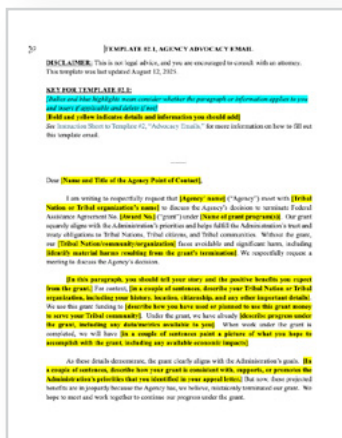 TEMPLATE #2.1, AGENCY ADVOCACY EMAIL
DISCLAIMER: This is not legal advice, and you are encouraged to consult with an attorney.
This template was last updated August 12, 2025.
KEY FOR TEMPLATE #2.1:
[Italics and blue highlights mean consider whether the paragraph or information applies to you
and insert if applicable and delete if not]
[Bold and yellow indicates details and information you should add]
See Instruction Sheet to Template #2, "Advocacy Emails," for more information on how to fill out
this template email.
Dear [Name and Title of the Agency Point of Contact],
I am writing to respectfully request that [Agency' name] ("Agency") meet with [Tribal
Nation or Tribal organization's name] to discuss the Agency's decision to terminate Federal
Assistance Agreement No. [Award No.] ("grant") under [Name of grant program(s)]. Our grant
squarely aligns with the Administration's priorities and helps fulfill the Administration's trust and
treaty obligations to Tribal Nations, Tribal citizens, and Tribal communities. Without the grant,
our [Tribal Nation/community/organization] faces avoidable and significant harm, including
[identify material harms resulting from the grant's termination]. We respectfully request a
meeting to discuss the Agency's decision.
[In this paragraph, you should tell your story and the positive benefits you expect
from the grant.] For context, [in a couple of sentences, describe your Tribal Nation or Tribal
organization, including your history, location, citizenship, and any other important details].
We use this grant funding to [describe how you have used or planned to use this grant money
to serve your Tribal community]. Under the grant, we have already [describe progress under
the grant, including any data/metrics available to you]. When work under the grant is
completed, we will have [in a couple of sentences paint a picture of what you hope to
accomplish with the grant, including any available economic impacts].
As these details demonstrate, the grant clearly aligns with the Administration's goals. [In
a couple of sentences, describe how your grant is consistent with, supports, or promotes the
Administration's priorities that you identified in your appeal letter.] But now, these projected
benefits are in jeopardy because the Agency has, we believe, mistakenly terminated our grant. We
hope to meet and work together to continue our progress under the grant.